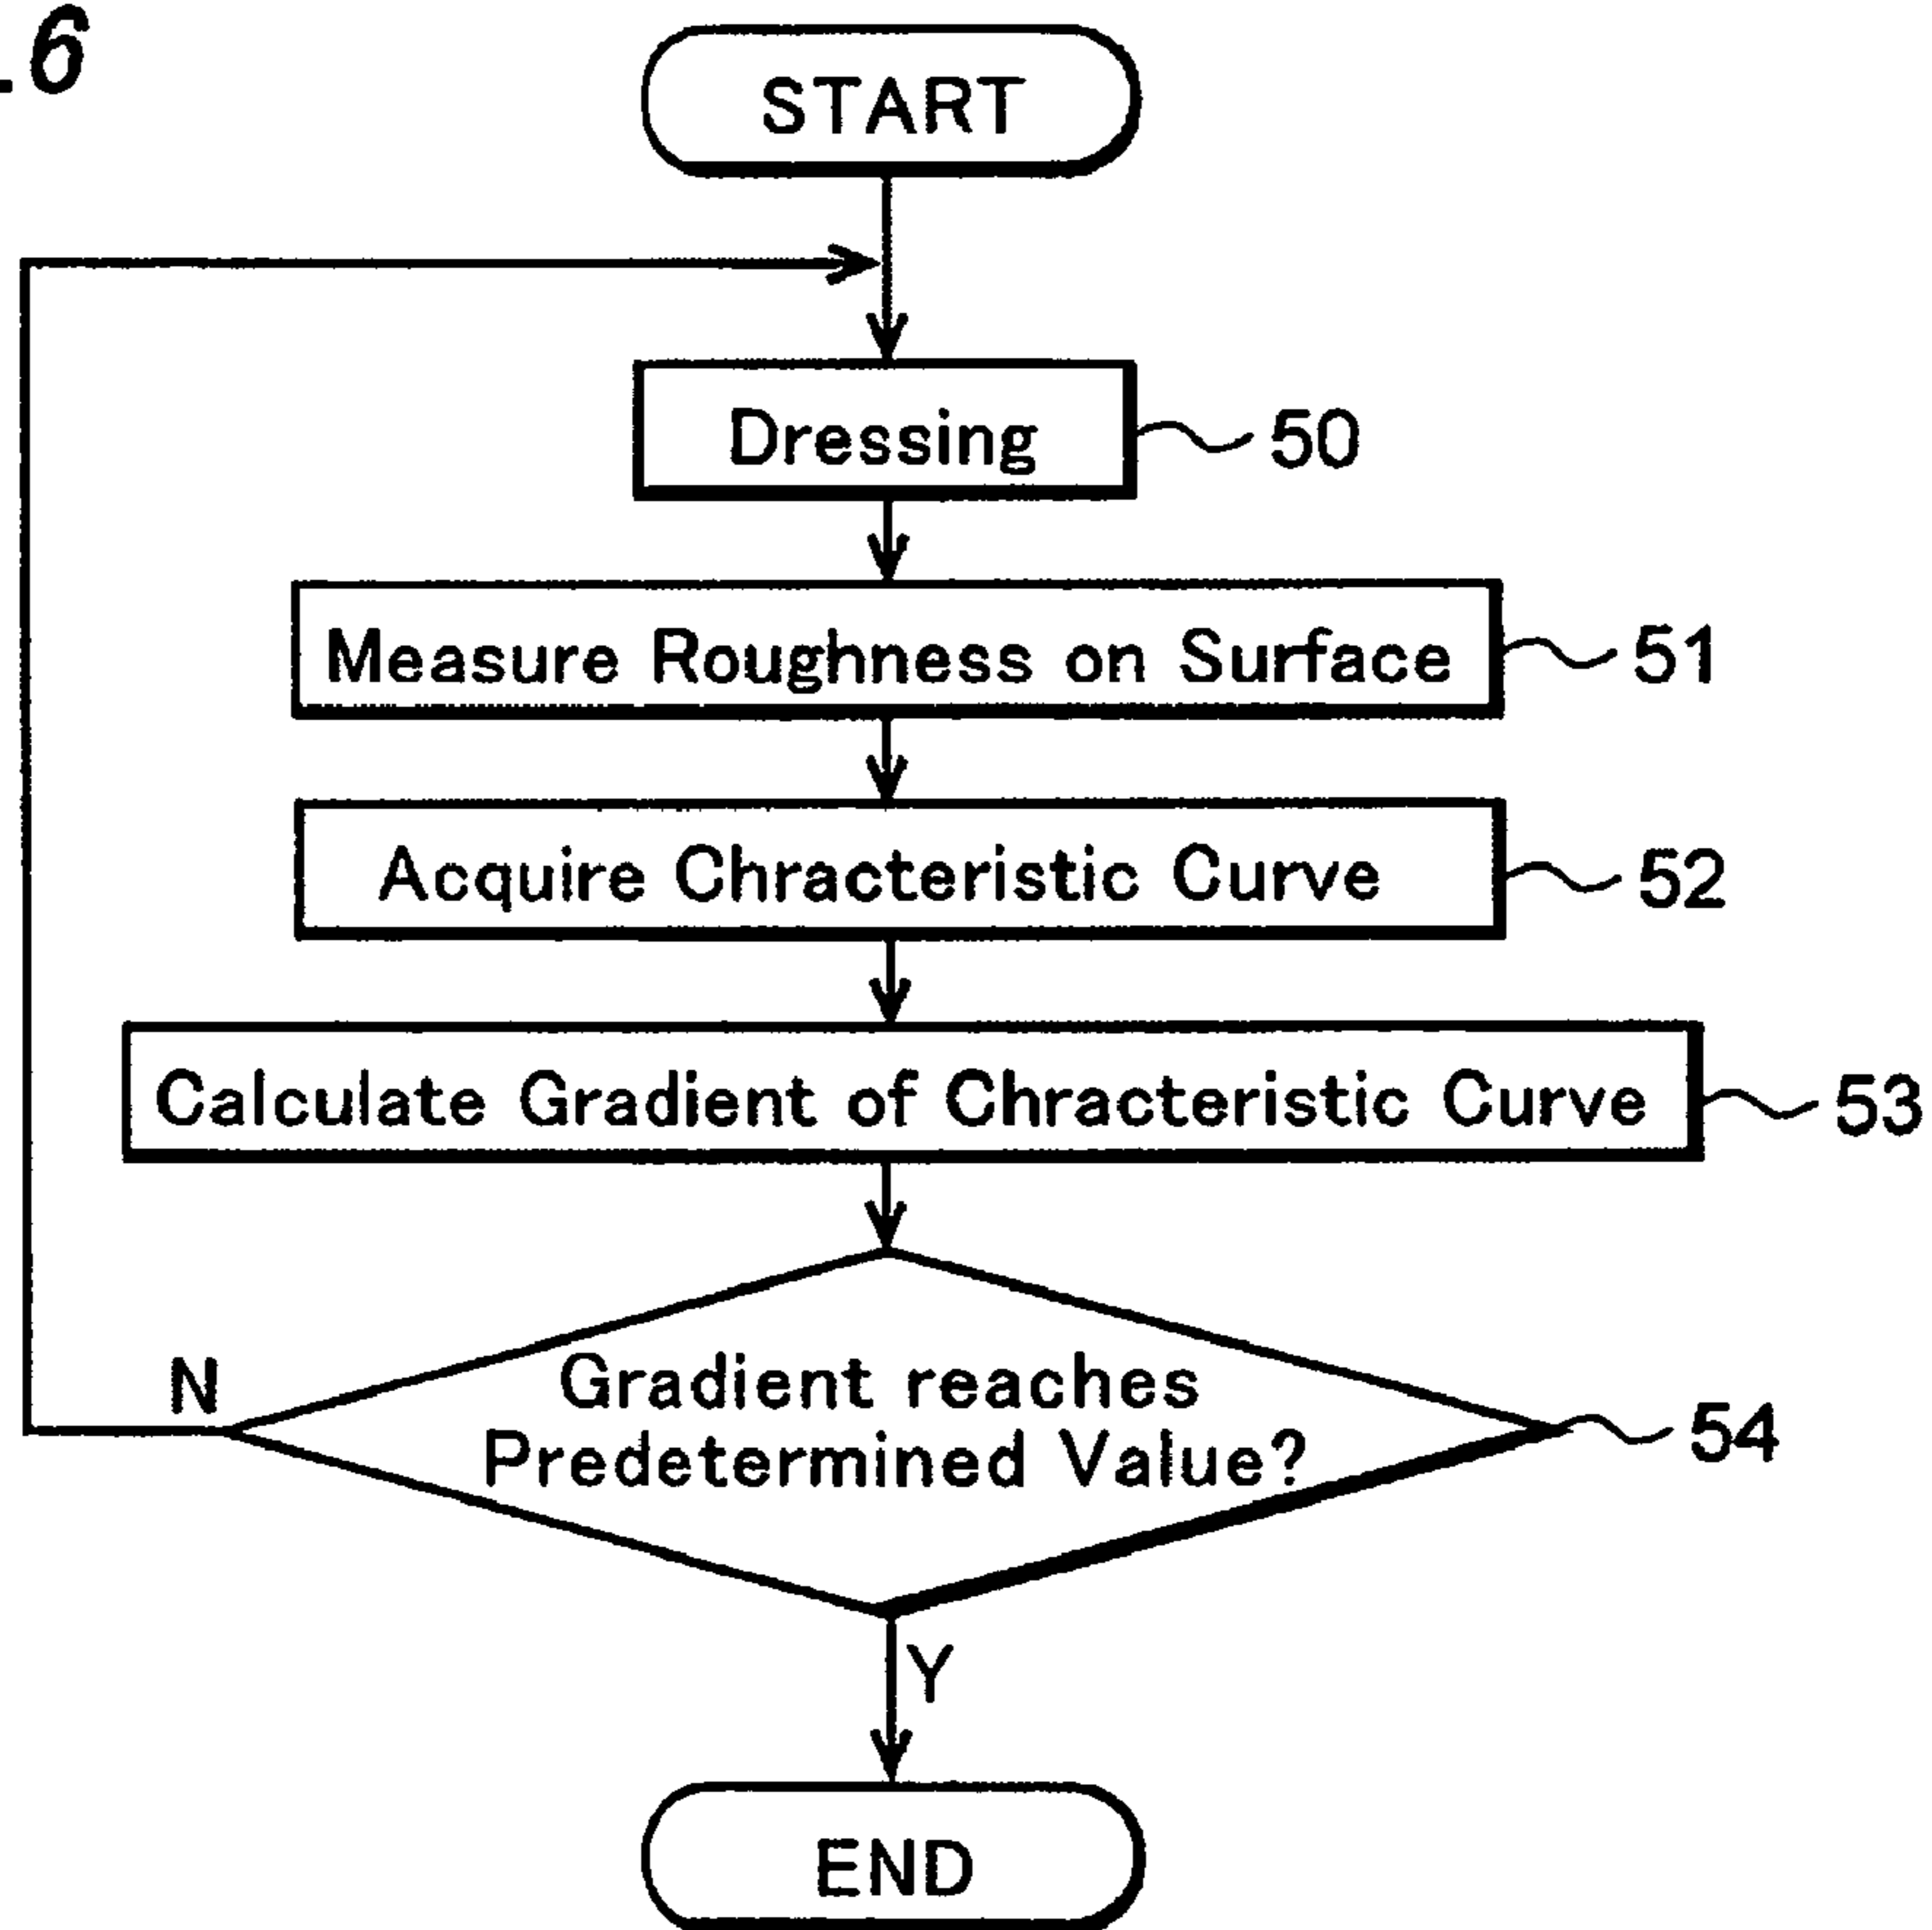 .6
START
Dressing
50
Measure Roughness on Surface
51
Acquire Chracteristic Curve
52
Calculate Gradient of Chracteristic Curve
53
Gradient reaches
Predetermined Value?
54
N
Y
END